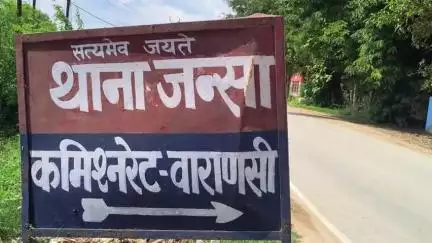 सत्यमेव जयते
थाना जन्सा
कमिश्नरेट-वाराणसी